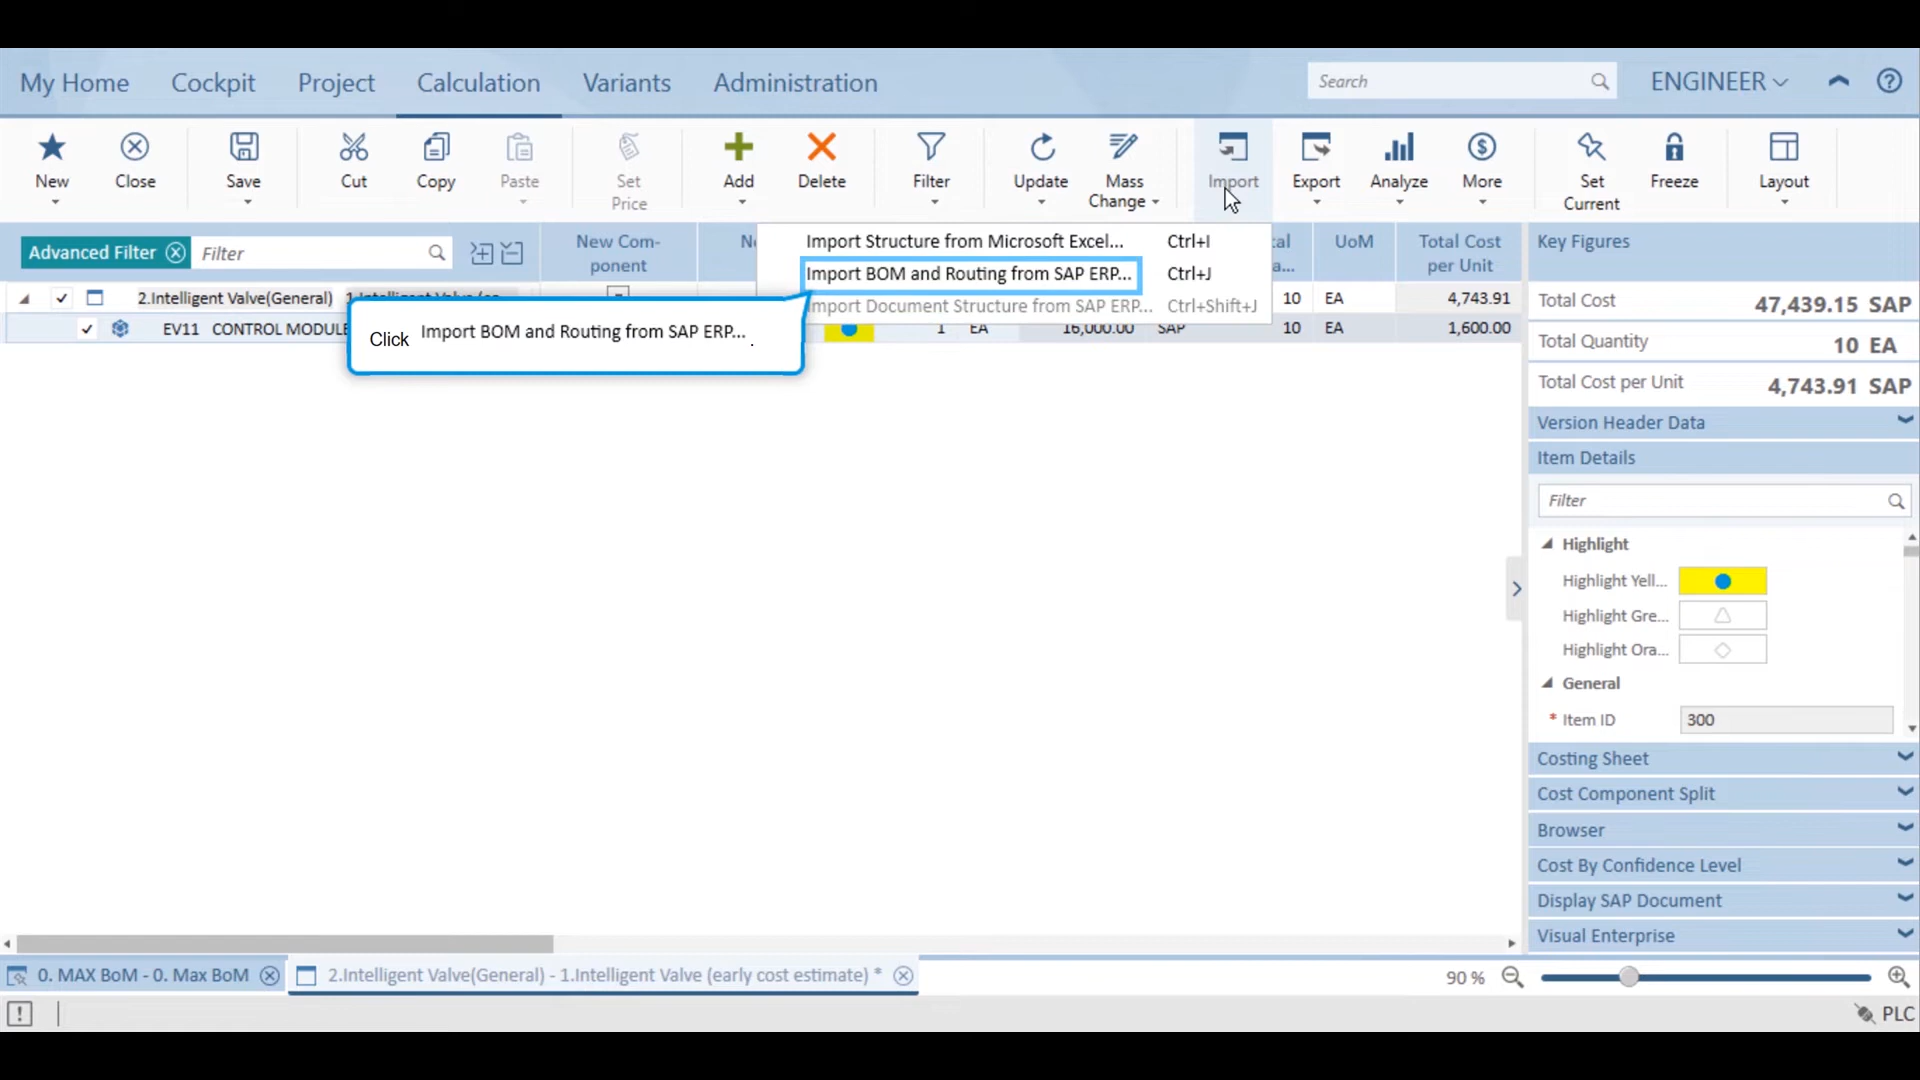 My Home Cockpit Project Calculation Variants Administration Search ENGINEER
New Close Save Cut Copy Paste Set Price Add Delete Filter Update Mass Change Import Export Analyze More Set Current Freeze Layout
Advanced Filter Filter
New Com-
ponent
UoM
Total Cost
per Unit
Key Figures
Import Structure from Microsoft Excel... Ctrl+I
Import BOM and Routing from SAP ERP... Ctrl+J
Import Document Structure from SAP ERP... Ctrl+Shift+J
2.Intelligent Valve(General) 10 EA 4,743.91
EV11 CONTROL MODULE 1 EA 16,000.00 SAP 10 EA 1,600.00
Click Import BOM and Routing from SAP ERP... .
Total Cost 47,439.15 SAP
Total Quantity 10 EA
Total Cost per Unit 4,743.91 SAP
Version Header Data
Item Details
Filter
Highlight
Highlight Yell...
Highlight Gre...
Highlight Ora...
General
* Item ID 300
Costing Sheet
Cost Component Split
Browser
Cost By Confidence Level
Display SAP Document
Visual Enterprise
0. MAX BoM - 0. Max BoM 2.Intelligent Valve(General) - 1.Intelligent Valve (early cost estimate) * 90 %
PLC